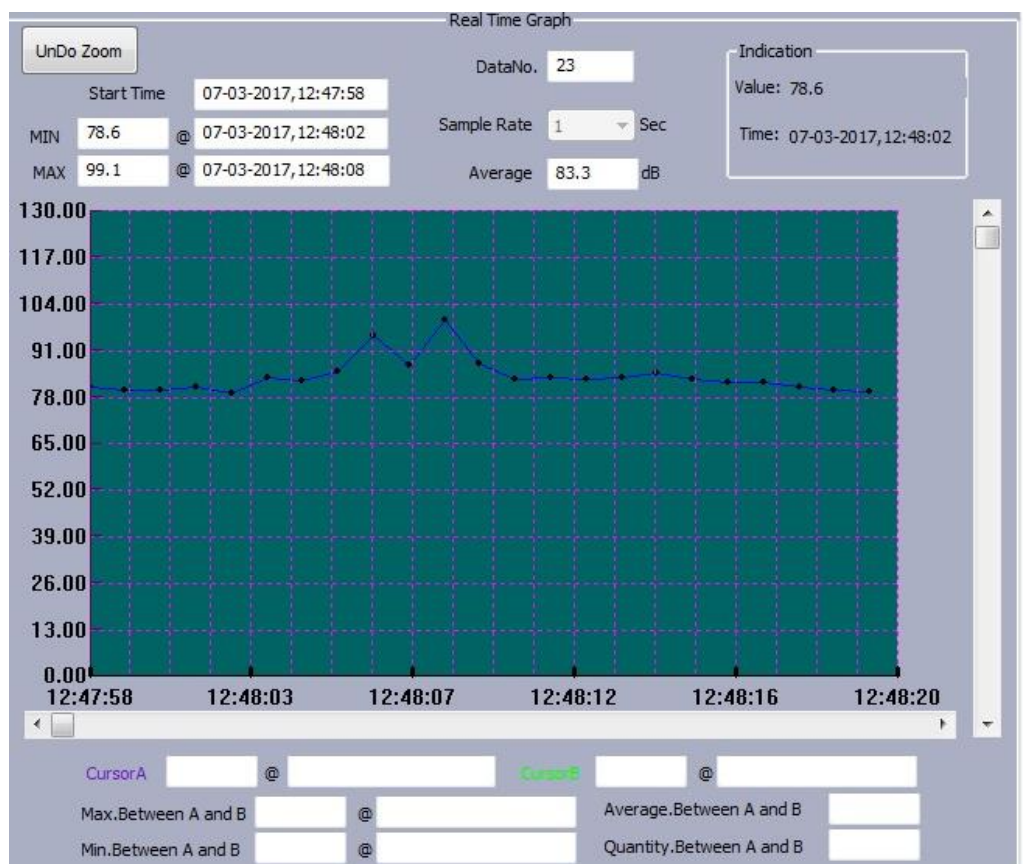 Real Time Graph
UnDo Zoom
DataNo. 23
Indication
Start Time 07-03-2017,12:47:58
Value: 78.6
MIN 78.6 @ 07-03-2017,12:48:02
Sample Rate 1 Sec
Time: 07-03-2017,12:48:02
MAX 99.1 @ 07-03-2017,12:48:08
Average 83.3 dB
130.00
117.00
104.00
91.00
78.00
65.00
52.00
39.00
26.00
13.00
0.00
12:47:58 12:48:03 12:48:07 12:48:12 12:48:16 12:48:20
CursorA @ CursorB @
Max.Between A and B @ Average.Between A and B
Min.Between A and B @ Quantity.Between A and B